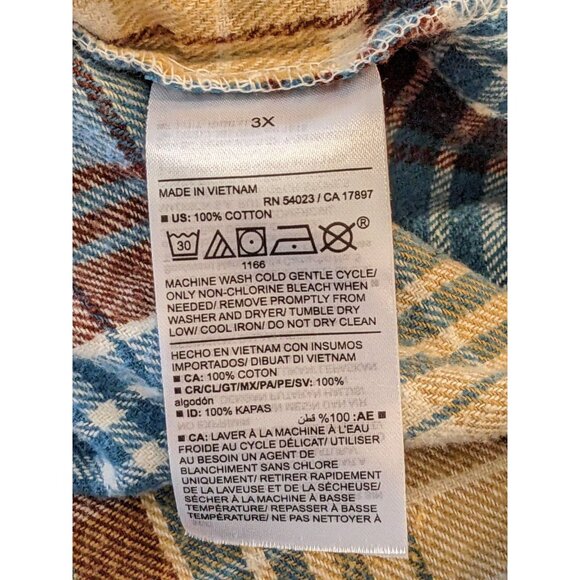 3X
MADE IN VIETNAM
RN 54023 / CA 17897
■ US: 100% COTTON
30
®
1166
MACHINE WASH COLD GENTLE CYCLE/
ONLY NON-CHLORINE BLEACH WHEN
NEEDED/ REMOVE PROMPTLY FROM
WASHER AND DRYER/ TUMBLE DRY
LOW/ COOL IRON/ DO NOT DRY CLEAN
HECHO EN VIETNAM CON INSUMOS
IMPORTADOS/ DIBUAT DI VIETNAM
■ CA: 100% COTON
■ CR/CL/GT/MX/PA/PE/SV: 100%
algodón
■ ID: 100% KAPAS
■ AE: 100% قطن
■ CA: LAVER À LA MACHINE À L'EAU
FROIDE AU CYCLE DÉLICAT/ UTILISER
AU BESOIN UN AGENT DE
BLANCHIMENT SANS CHLORE
UNIQUEMENT/ RETIRER RAPIDEMENT
DE LA LAVEUSE ET DE LA SÉCHEUSE/
SÉCHER À LA MACHINE À BASSE
TEMPÉRATURE/ REPASSER À BASSE
TEMPÉRATURE/ NE PAS NETTOYER À